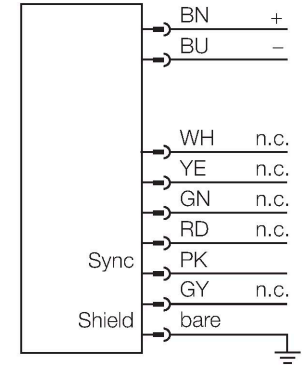 BN +
BU –
WH n.c.
YE n.c.
GN n.c.
RD n.c.
Sync PK
GY n.c.
Shield bare